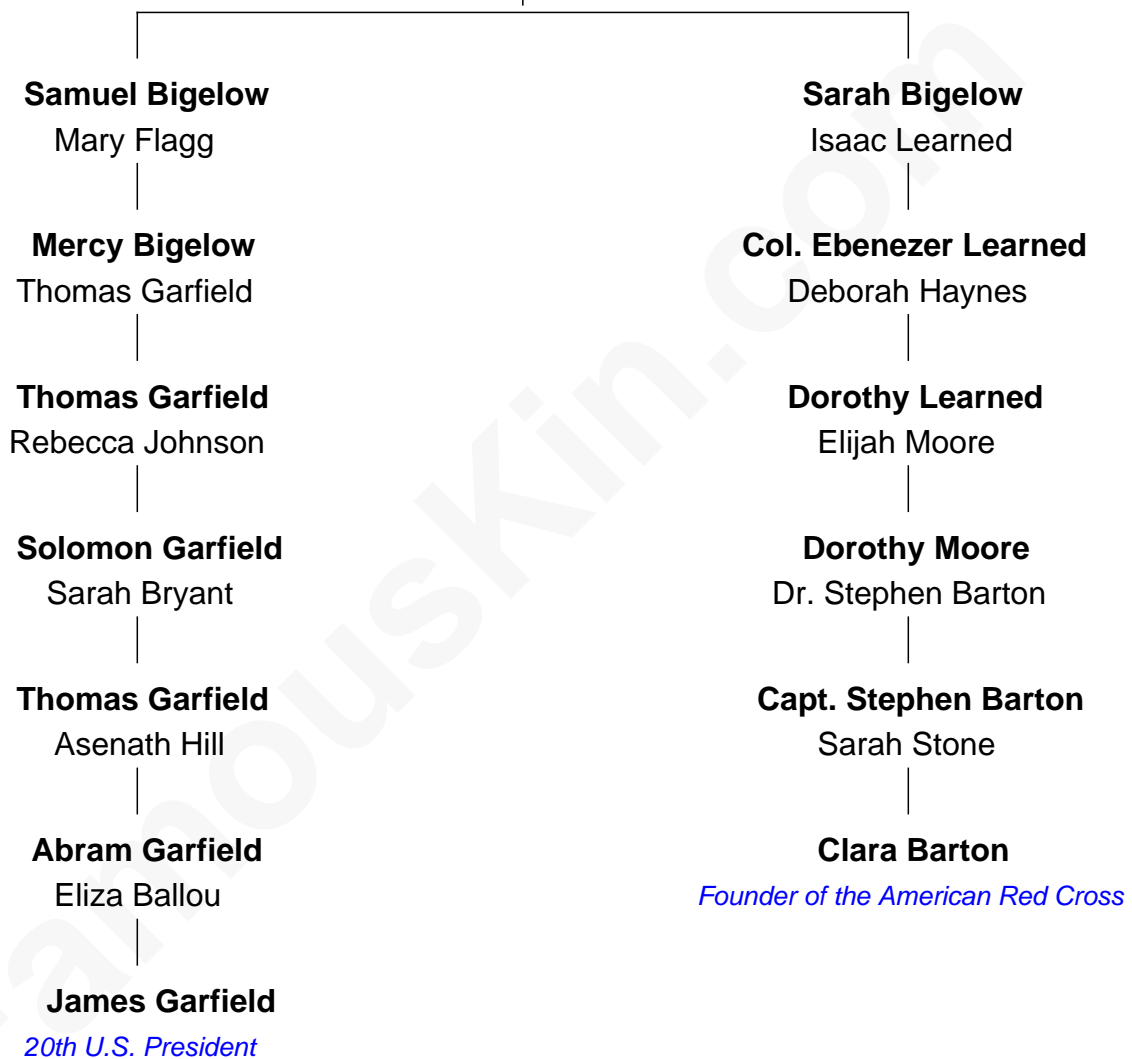 Samuel Bigelow
Mary Flagg
Mercy Bigelow
Thomas Garfield
Thomas Garfield
Rebecca Johnson
Solomon Garfield
Sarah Bryant
Thomas Garfield
Asenath Hill
Abram Garfield
Eliza Ballou
James Garfield
20th U.S. President
Sarah Bigelow
Isaac Learned
Col. Ebenezer Learned
Deborah Haynes
Dorothy Learned
Elijah Moore
Dorothy Moore
Dr. Stephen Barton
Capt. Stephen Barton
Sarah Stone
Clara Barton
Founder of the American Red Cross
amousKin.com